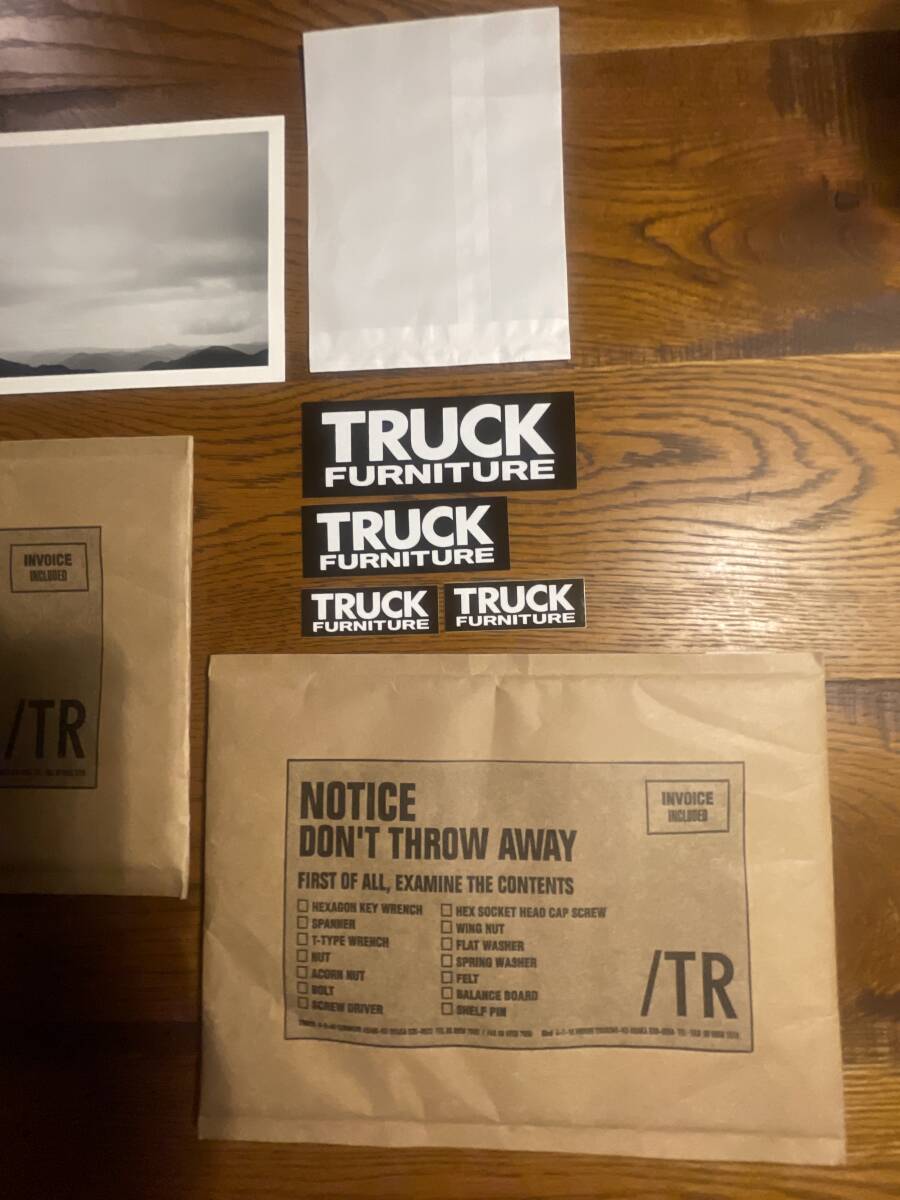 TRUCK
FURNITURE
TRUCK
FURNITURE
TRUCK
FURNITURE
TRUCK
FURNITURE
INVOICE
INCLUDED
/TR
NOTICE
DON'T THROW AWAY
INVOICE
INCLUDED
FIRST OF ALL, EXAMINE THE CONTENTS
HEXAGON KEY WRENCH
SPANNER
T-TYPE WRENCH
NUT
ACORN NUT
BOLT
SCREW DRIVER
HEX SOCKET HEAD CAP SCREW
WING NUT
FLAT WASHER
SPRING WASHER
FELT
BALANCE BOARD
SHELF PIN
/TR